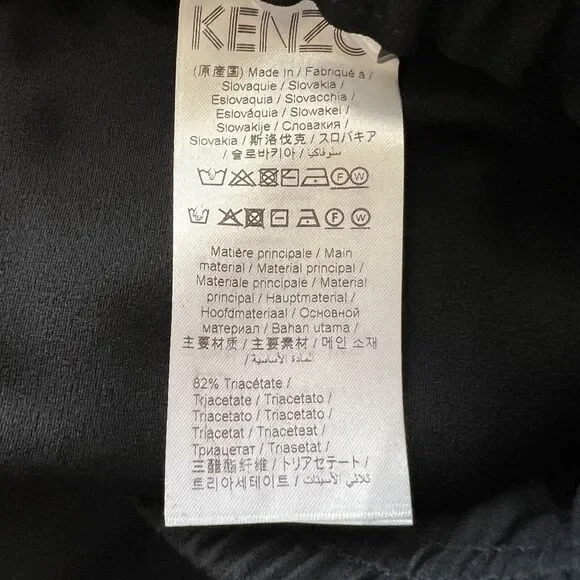 KENZO
(原産国) Made in / Fabriqué à /
Slovaquie / Slovakia /
Eslovaquia / Slovacchia /
Eslováquia / Slowakei /
Slowakije / Словакия /
Slovakia / 斯洛伐克 / スロバキア
/ 슬로바키아 / سلوفاكيا /
F W
F W
Matière principale / Main
material / Material principal /
Materiale principale / Material
principal / Hauptmaterial /
Hoofdmateriaal / Основной
материал / Bahan utama /
主要材质 / 主要素材 / 메인 소재
/ المادة الأساسية /
82% Triacétate /
Triacetate / Triacetato /
Triacetato / Triacetato /
Triacetat / Triacetaat /
Триацетат / Triasetat /
三醋酯纤维 / トリアセテート /
트리아세테이트 / ثلاثي الأسيتات /